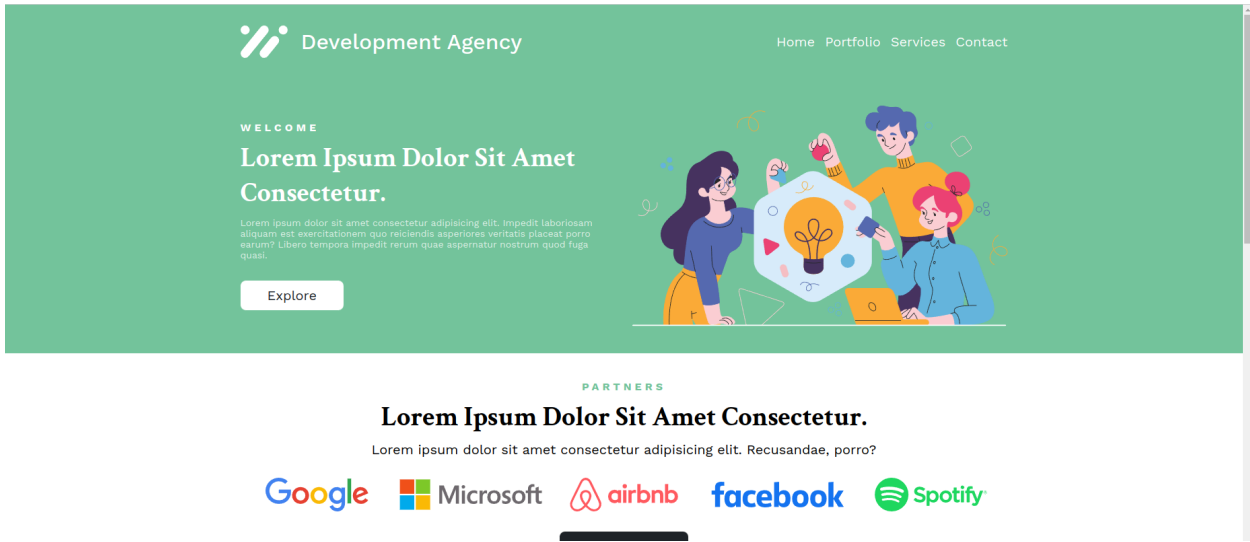 Development Agency
Home Portfolio Services Contact
WELCOME
Lorem Ipsum Dolor Sit Amet
Consectetur.
Lorem ipsum dolor sit amet consectetur adipisicing elit. Impedit laboriosam
aliquam est exercitationem quo reiciendis asperiores veritatis placeat porro
earum? Libero tempora impedit rerum quae aspernatur nostrum quod fuga
quasi.
Explore
PARTNERS
Lorem Ipsum Dolor Sit Amet Consectetur.
Lorem ipsum dolor sit amet consectetur adipisicing elit. Recusandae, porro?
Google Microsoft airbnb facebook Spotify